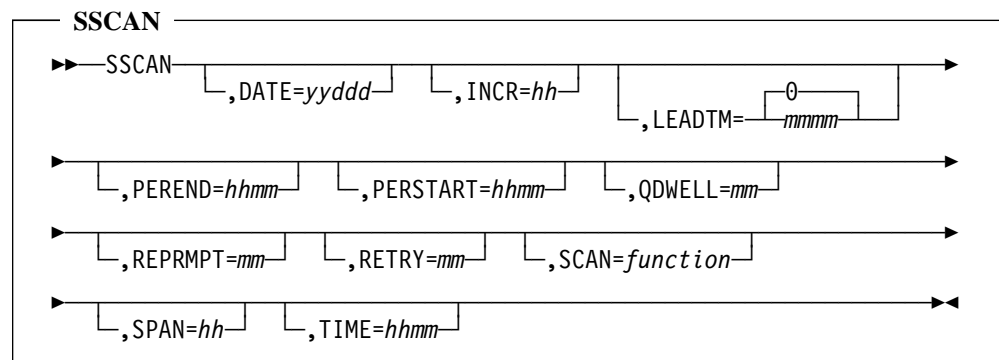 SSCAN
SSCAN
,DATE=yyddd ,INCR=hh 0
,LEADTM= mmmm
,PEREND=hhmm ,PERSTART=hhmm ,QDWELL=mm
,REPRMPT=mm ,RETRY=mm ,SCAN=function
,SPAN=hh ,TIME=hhmm